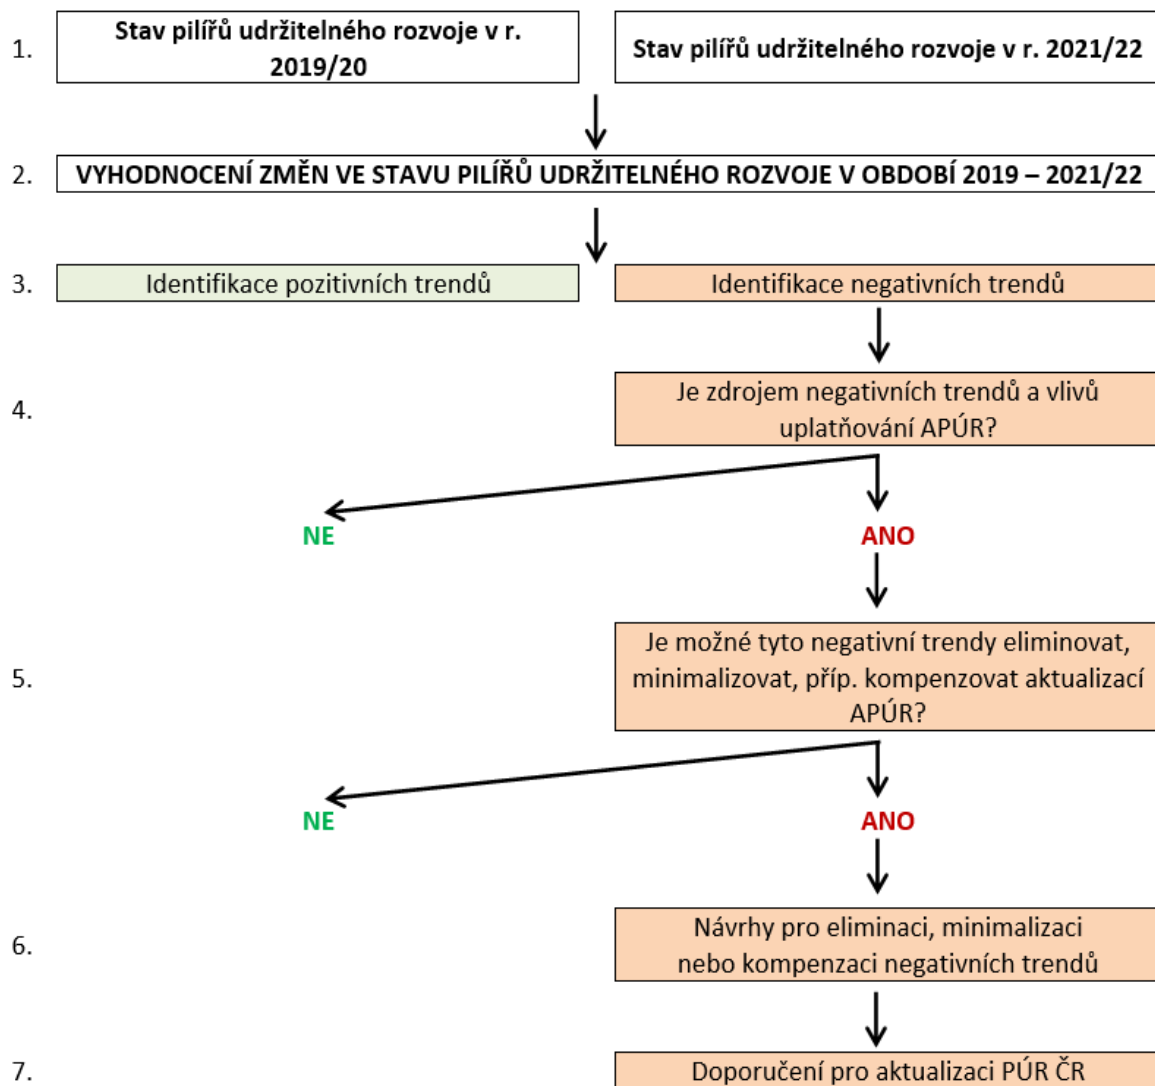 1.
Stav pilířů udržitelného rozvoje v r.
2019/20
Stav pilířů udržitelného rozvoje v r. 2021/22
2.
VYHODNOCENÍ ZMĚN VE STAVU PILÍŘŮ UDRŽITELNÉHO ROZVOJE V OBDOBÍ 2019 – 2021/22
3.
Identifikace pozitivních trendů
Identifikace negativních trendů
4.
Je zdrojem negativních trendů a vlivů
uplatňování APÚR?
NE
ANO
5.
Je možné tyto negativní trendy eliminovat,
minimalizovat, příp. kompenzovat aktualizací
APÚR?
NE
ANO
6.
Návrhy pro eliminaci, minimalizaci
nebo kompenzaci negativních trendů
7.
Doporučení pro aktualizaci PÚR ČR